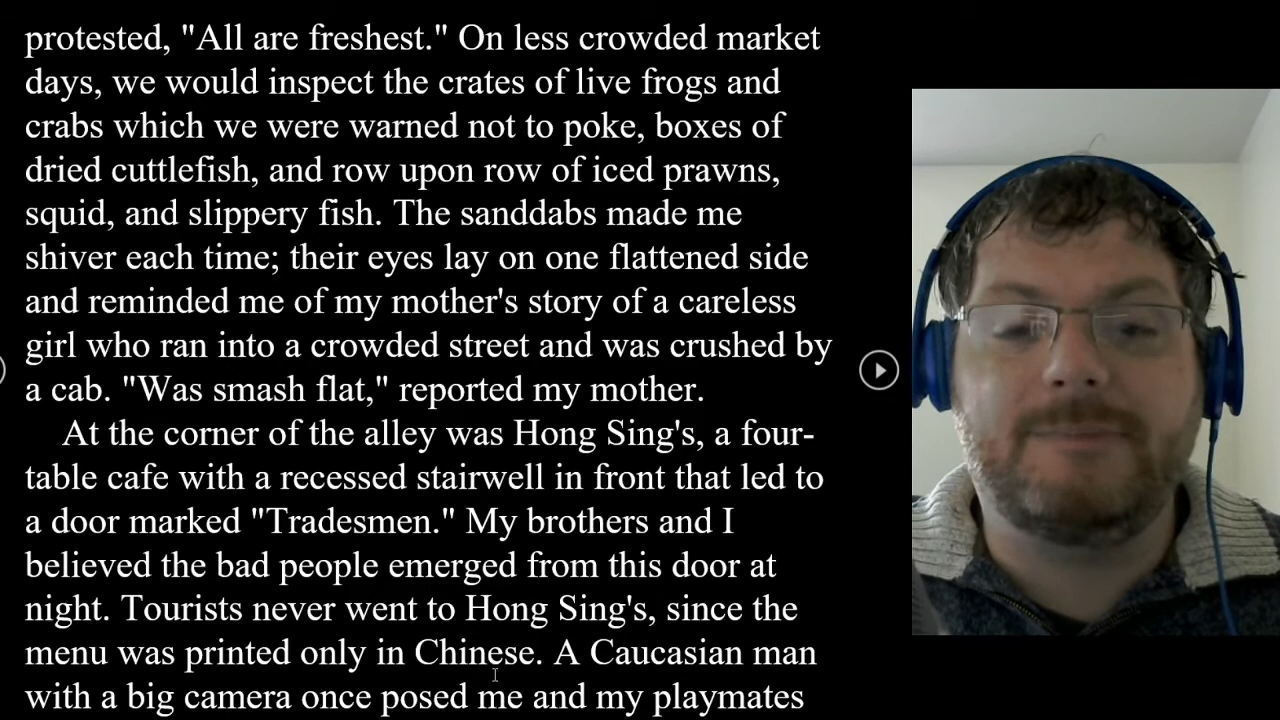 protested, "All are freshest." On less crowded market
days, we would inspect the crates of live frogs and
crabs which we were warned not to poke, boxes of
dried cuttlefish, and row upon row of iced prawns,
squid, and slippery fish. The sanddabs made me
shiver each time; their eyes lay on one flattened side
and reminded me of my mother's story of a careless
girl who ran into a crowded street and was crushed by
a cab. "Was smash flat," reported my mother.
At the corner of the alley was Hong Sing's, a four-
table cafe with a recessed stairwell in front that led to
a door marked "Tradesmen." My brothers and I
believed the bad people emerged from this door at
night. Tourists never went to Hong Sing's, since the
menu was printed only in Chinese. A Caucasian man
with a big camera once posed me and my playmates